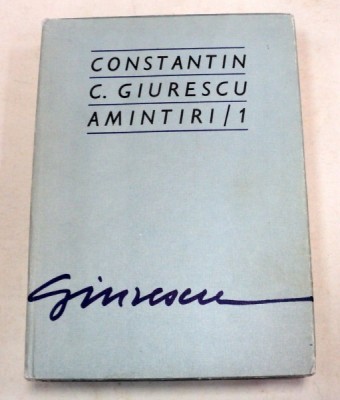 CONSTANTIN
C. GIURESCU
AMINTIRI/1
Giurescu